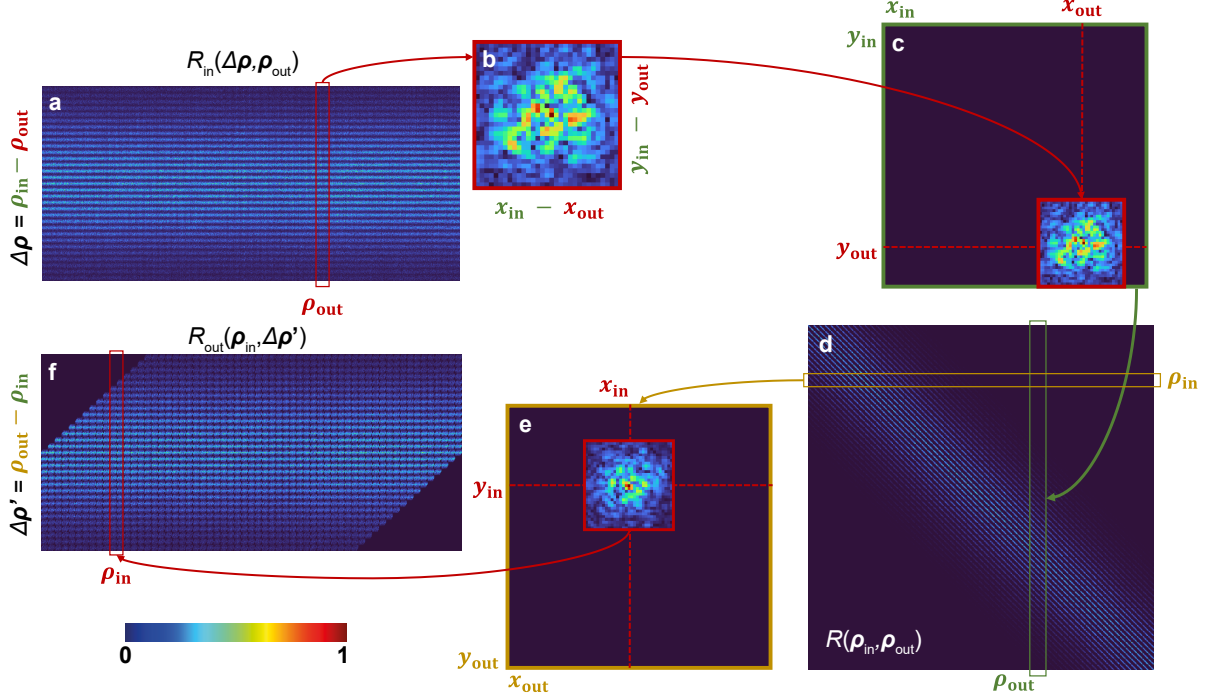 a
R_in(Δρ,ρ_out)
Δρ = ρ_in − ρ_out
ρ_out
b
y_in − y_out
x_in − x_out
x_in
x_out
y_in
c
y_out
d
ρ_in
R(ρ_in,ρ_out)
ρ_out
e
x_in
y_in
y_out
x_out
R_out(ρ_in,Δρ’)
f
Δρ’ = ρ_out − ρ_in
ρ_in
0
1